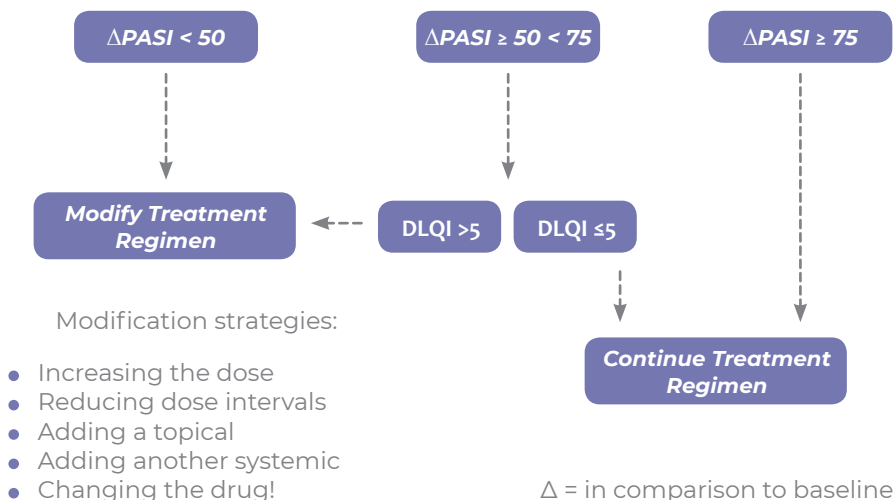 ΔPASI < 50
ΔPASI ≥ 50 < 75
ΔPASI ≥ 75
Modify Treatment
Regimen
DLQI >5
DLQI ≤5
Modification strategies:
Continue Treatment
Regimen
• Increasing the dose
• Reducing dose intervals
• Adding a topical
• Adding another systemic
• Changing the drug!
Δ = in comparison to baseline